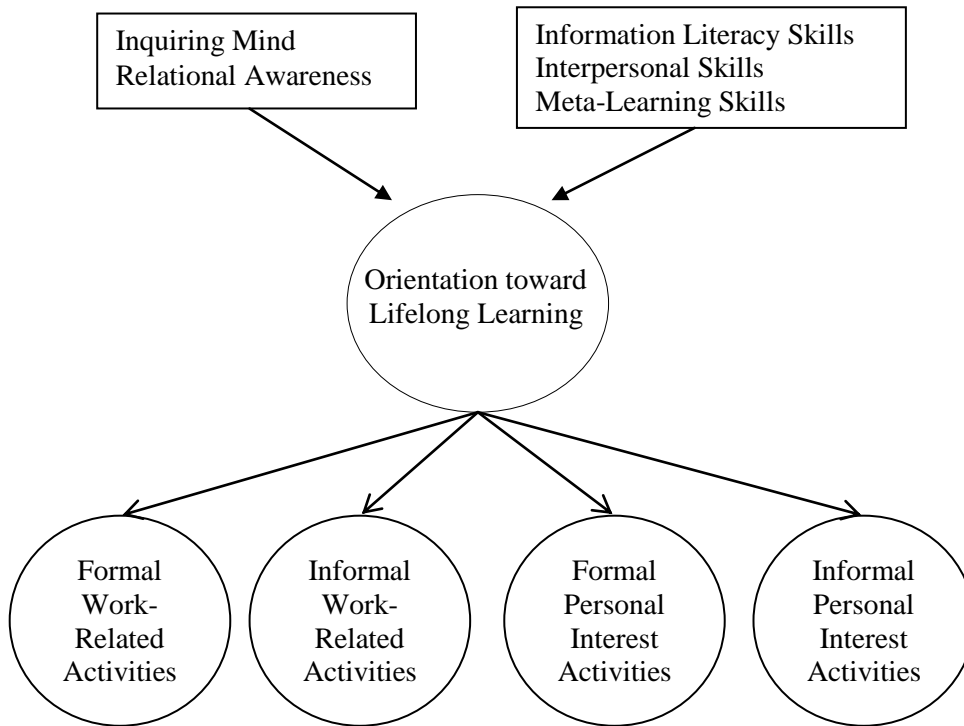 Inquiring Mind
Relational Awareness
Information Literacy Skills
Interpersonal Skills
Meta-Learning Skills
Orientation toward
Lifelong Learning
Formal
Work-
Related
Activities
Informal
Work-
Related
Activities
Formal
Personal
Interest
Activities
Informal
Personal
Interest
Activities